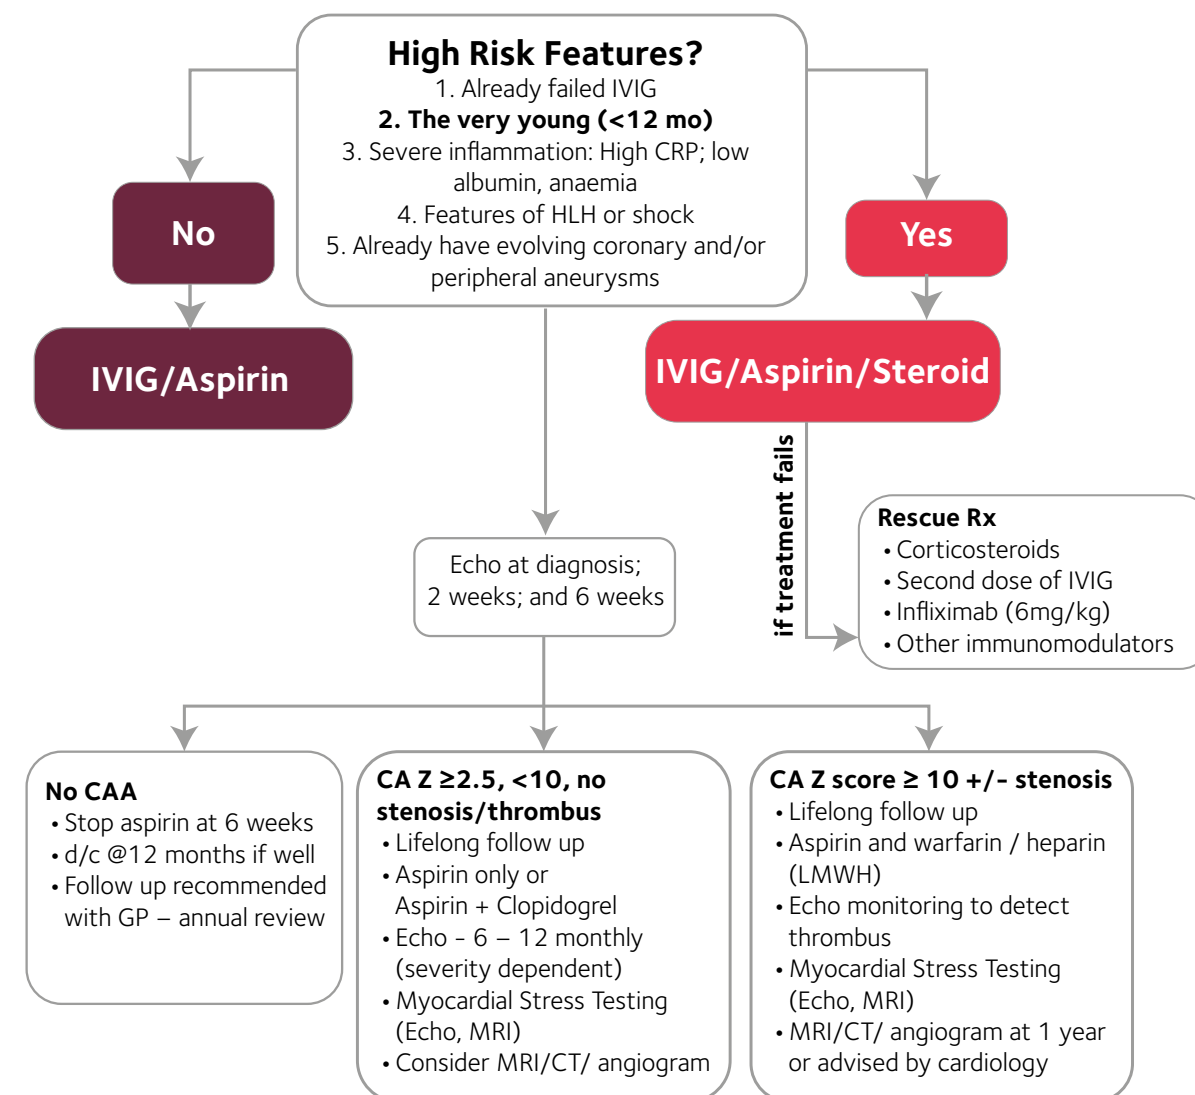 High Risk Features?
1. Already failed IVIG
2. The very young (<12 mo)
3. Severe inflammation: High CRP; low
albumin, anaemia
4. Features of HLH or shock
5. Already have evolving coronary and/or
peripheral aneurysms
No
Yes
IVIG/Aspirin
IVIG/Aspirin/Steroid
if treatment fails
Rescue Rx
• Corticosteroids
• Second dose of IVIG
• Infliximab (6mg/kg)
• Other immunomodulators
Echo at diagnosis;
2 weeks; and 6 weeks
No CAA
• Stop aspirin at 6 weeks
• d/c @12 months if well
• Follow up recommended
with GP – annual review
CA Z ≥2.5, <10, no
stenosis/thrombus
• Lifelong follow up
• Aspirin only or
Aspirin + Clopidogrel
• Echo - 6 – 12 monthly
(severity dependent)
• Myocardial Stress Testing
(Echo, MRI)
• Consider MRI/CT/ angiogram
CA Z score ≥ 10 +/- stenosis
• Lifelong follow up
• Aspirin and warfarin / heparin
(LMWH)
• Echo monitoring to detect
thrombus
• Myocardial Stress Testing
(Echo, MRI)
• MRI/CT/ angiogram at 1 year
or advised by cardiology